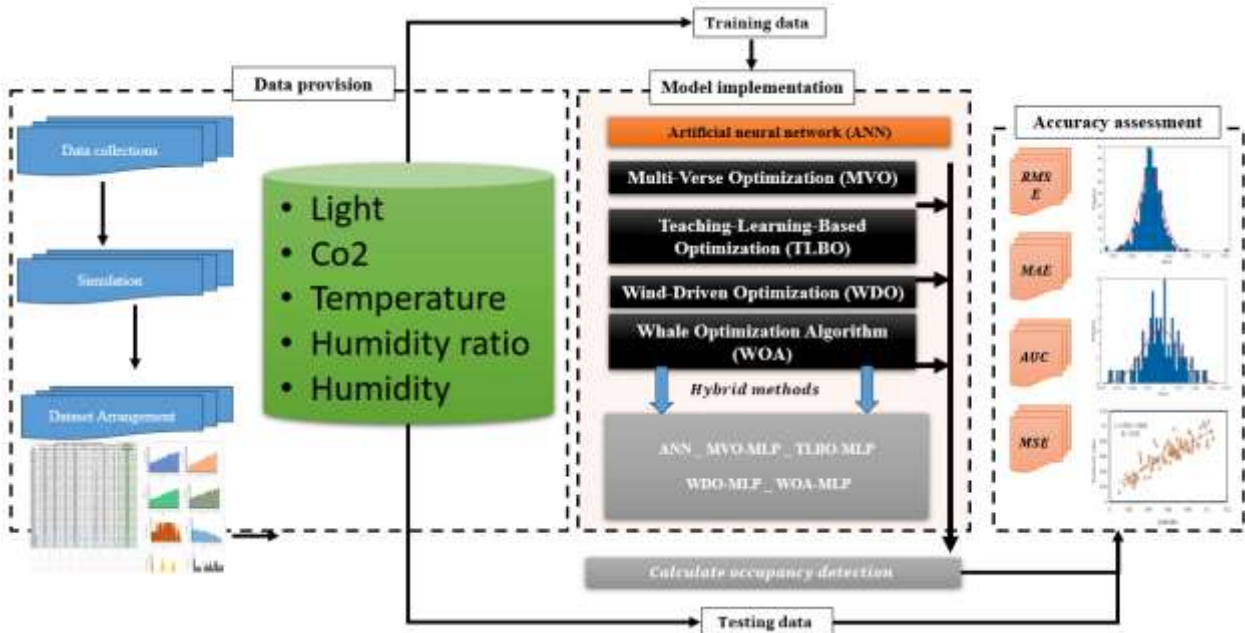 Training data
Data provision
Data collections
Simulation
Dataset Arrangement
• Light
• Co2
• Temperature
• Humidity ratio
• Humidity
Model implementation
Artificial neural network (ANN)
Multi-Verse Optimization (MVO)
Teaching-Learning-Based
Optimization (TLBO)
Wind-Driven Optimization (WDO)
Whale Optimization Algorithm
(WOA)
Hybrid methods
ANN _ MVO-MLP _ TLBO-MLP
WDO-MLP _ WOA-MLP
Calculate occupancy detection
Testing data
Accuracy assessment
RMS
E
MAE
AUC
MSE